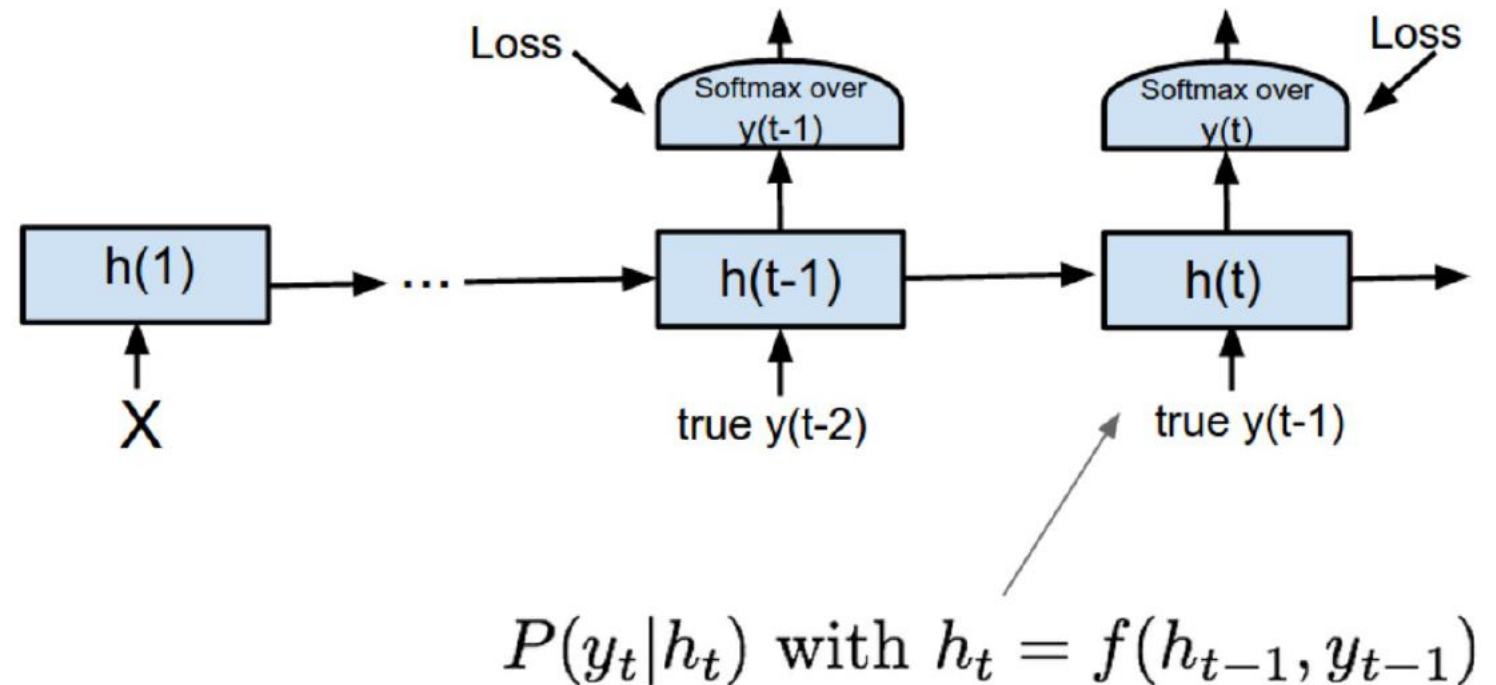 Loss
Softmax over
y(t-1)
Softmax over
y(t)
Loss
h(1)
...
h(t-1)
h(t)
X
true y(t-2)
true y(t-1)
P(y_t|h_t) with h_t = f(h_{t-1}, y_{t-1})